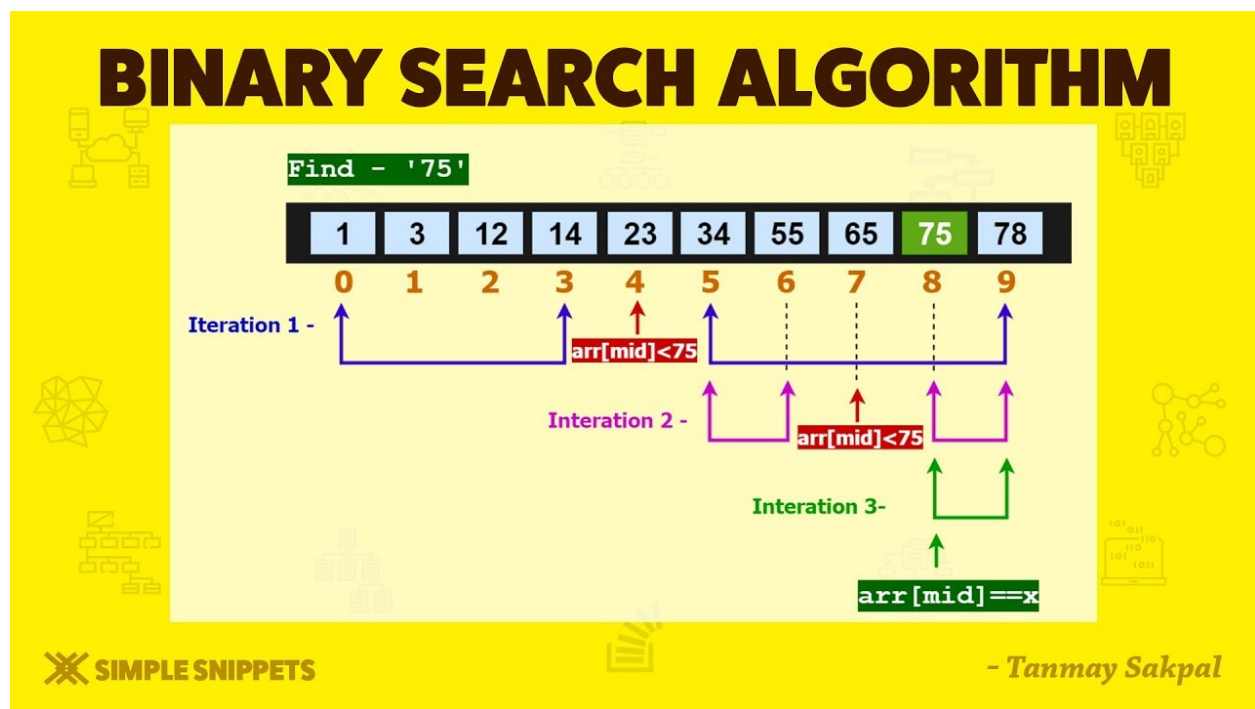 BINARY SEARCH ALGORITHM
Find - '75'
1 3 12 14 23 34 55 65 75 78
0 1 2 3 4 5 6 7 8 9
Iteration 1 -
arr[mid]<75
Interation 2 -
arr[mid]<75
Interation 3-
arr[mid]==x
SIMPLE SNIPPETS
- Tanmay Sakpal